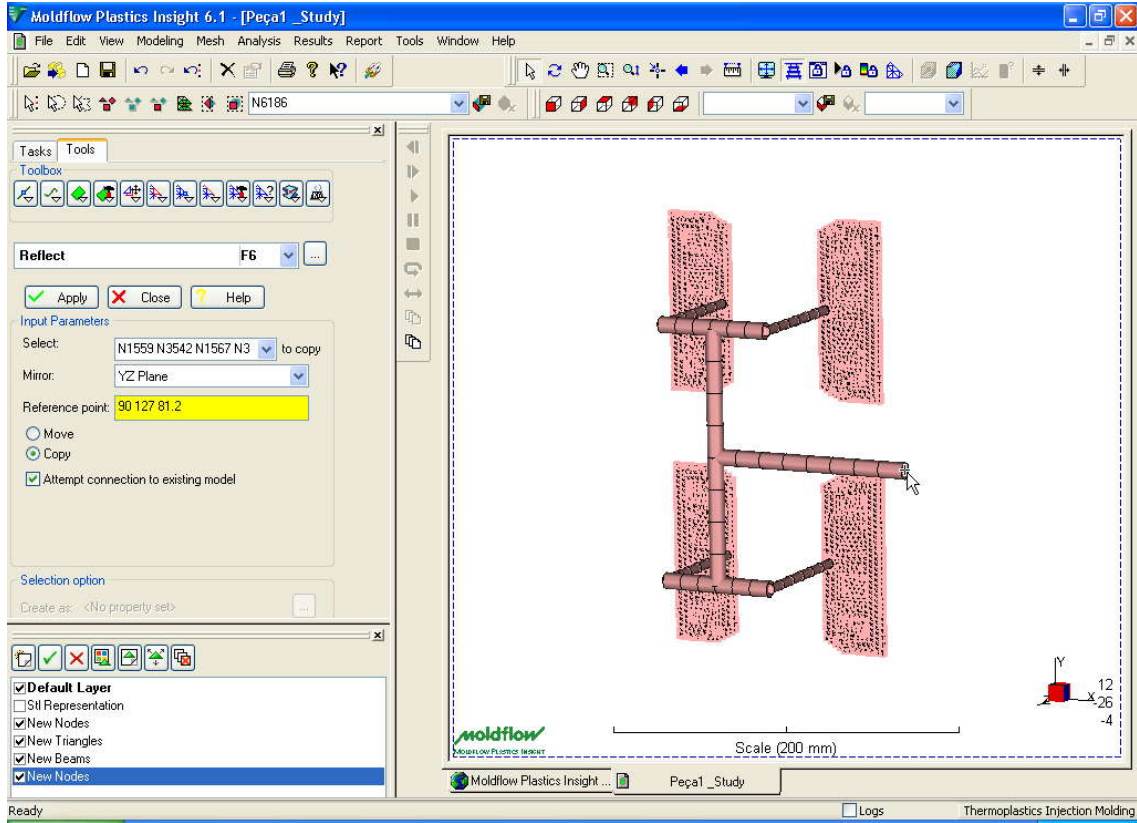 Moldflow Plastics Insight 6.1 - [Peça1 _Study]
File Edit View Modeling Mesh Analysis Results Report Tools Window Help
N6186
Tasks Tools
Toolbox
Reflect F6 ...
Apply Close ? Help
Input Parameters
Select: N1559 N3542 N1567 N3 to copy
Mirror: YZ Plane
Reference point: 90 127 81.2
Move
Copy
Attempt connection to existing model
Selection option
Create as: <No property set> ...
Default Layer
Stl Representation
New Nodes
New Triangles
New Beams
New Nodes
moldflow
MOLDFLOW PLASTICS INSIGHT
Scale (200 mm)
Y
X
Z
12
-26
-4
Moldflow Plastics Insight ... Peça1 _Study
Ready Logs Thermoplastics Injection Molding